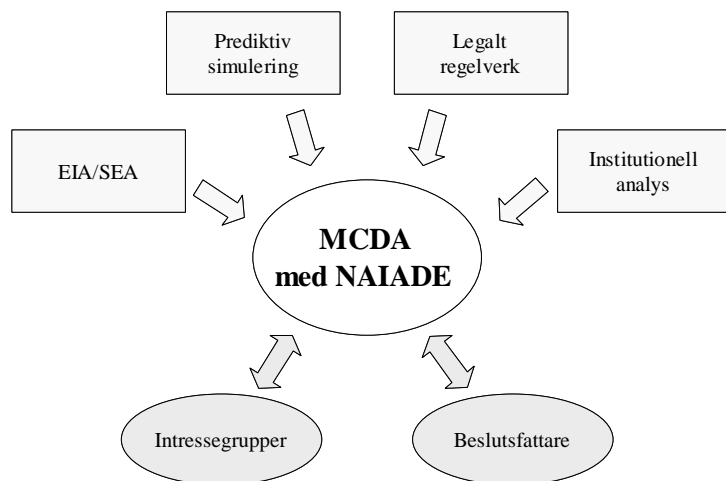 Prediktiv
simulering
Legalt
regelverk
EIA/SEA
Institutionell
analys
MCDA
med NAIADE
Intressegrupper
Beslutsfattare